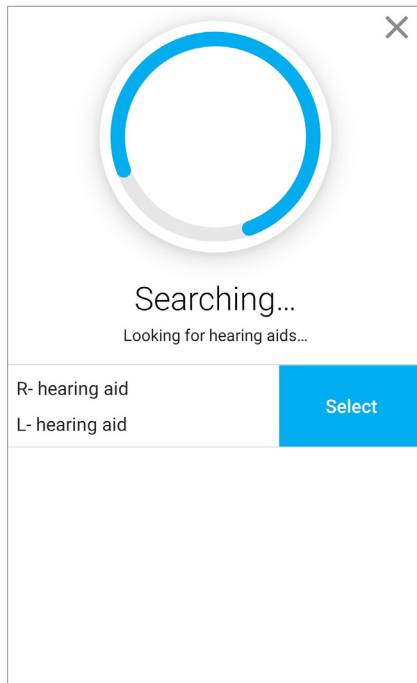 Searching...
Looking for hearing aids...
R- hearing aid
L- hearing aid
Select